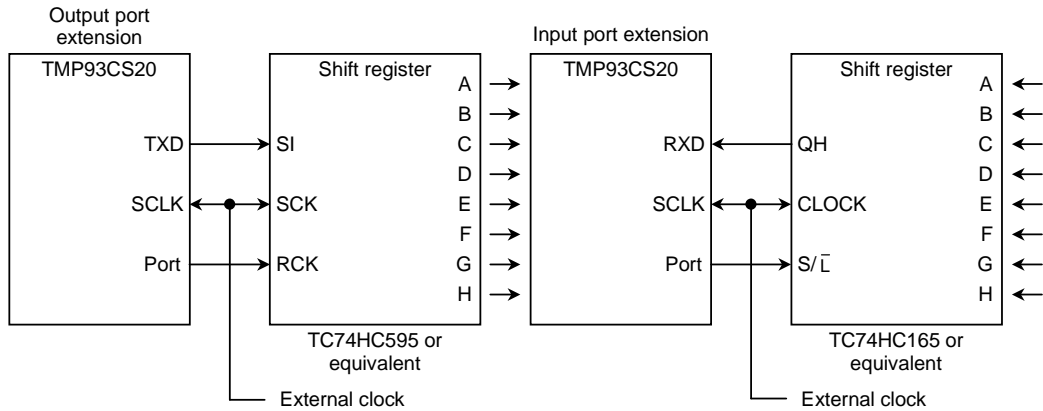 Output port
extension
TMP93CS20
TXD
SCLK
Port
Shift register
SI
SCK
RCK
A
B
C
D
E
F
G
H
TC74HC595 or
equivalent
External clock
Input port extension
TMP93CS20
RXD
SCLK
Port
Shift register
QH
CLOCK
S/L̅
A
B
C
D
E
F
G
H
TC74HC165 or
equivalent
External clock